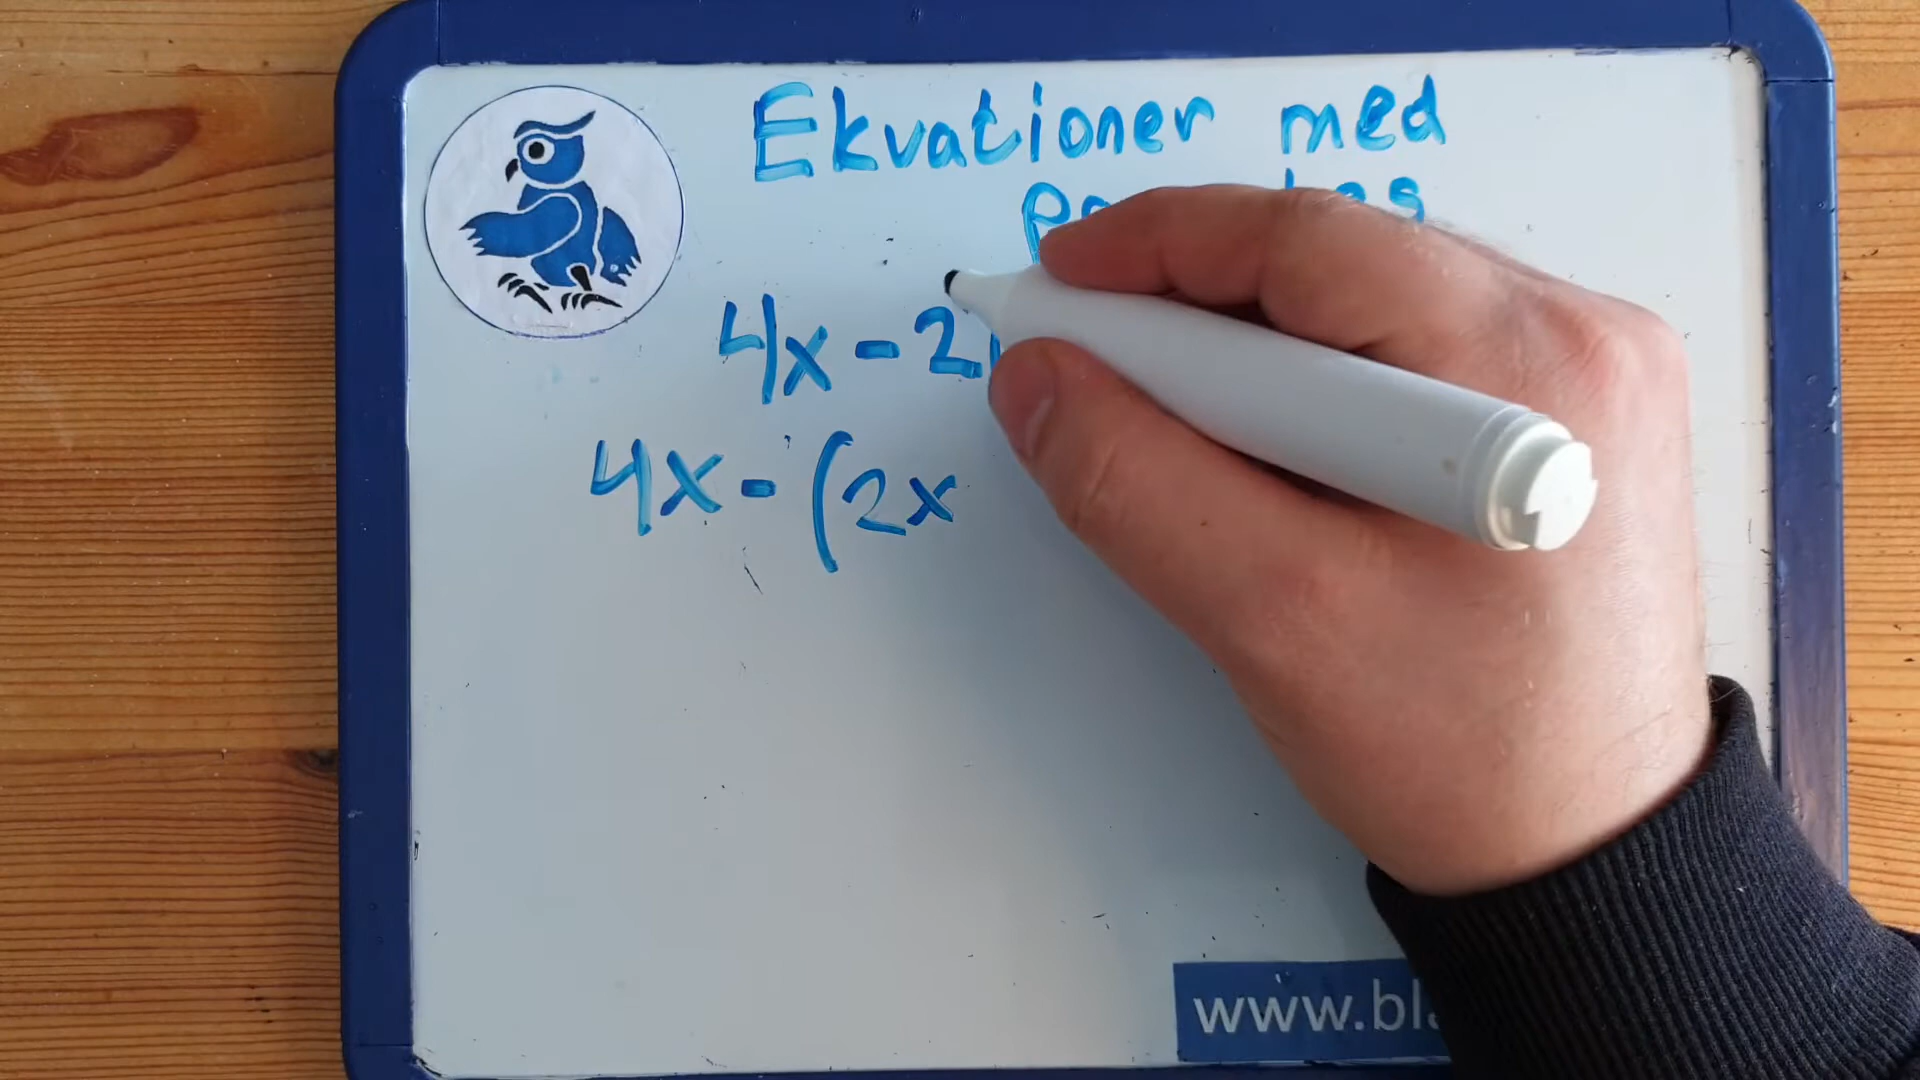 Ekvationer med
4x - 2(
4x - (2x
www.bl